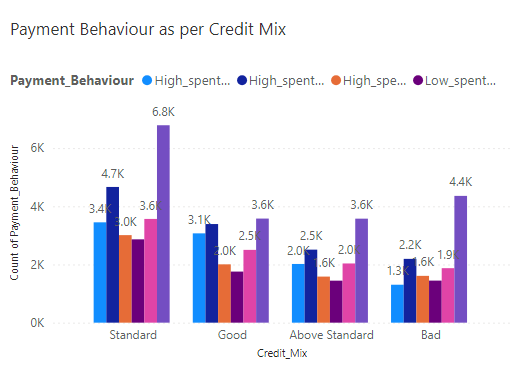 Payment Behaviour as per Credit Mix
Payment_Behaviour High_spent... High_spent... High_spe... Low_spent...
Count of Payment_Behaviour
6K
4K
2K
0K
3.4K 4.7K 3.0K 3.6K 6.8K
3.1K 2.0K 2.5K 3.6K
2.0K 2.5K 1.6K 2.0K 3.6K
1.3K 2.2K 1.6K 1.9K 4.4K
Standard Good Above Standard Bad
Credit_Mix